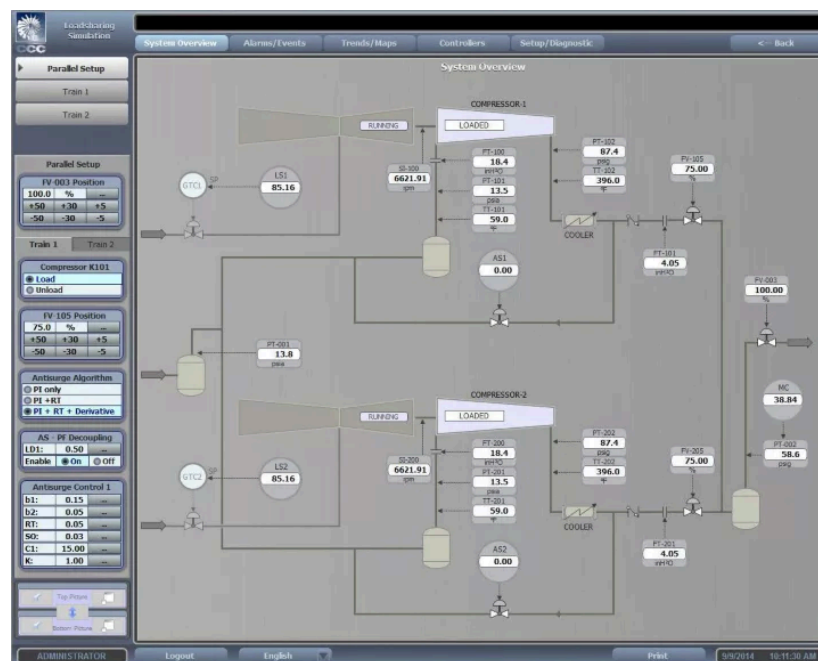 Loadsharing
Simulation
CCC
System Overview
Alarms/Events
Trends/Maps
Controllers
Setup/Diagnostic
<-- Back
Parallel Setup
Train 1
Train 2
Parallel Setup
FV-003 Position
100.0 % ...
+50 +30 +5
-50 -30 -5
Train 1 Train 2
Compressor K101
Load
Unload
FV-105 Position
75.0 % ...
+50 +30 +5
-50 -30 -5
Antisurge Algorithm
PI only
PI +RT
PI + RT + Derivative
AS - PF Decoupling
LD1: 0.50 ...
Enable On Off
Antisurge Control 1
b1: 0.15 ...
b2: 0.05 ...
RT: 0.05 ...
SO: 0.03 ...
C1: 15.00 ...
K: 1.00 ...
Top Picture
Bottom Picture
ADMINISTRATOR
System Overview
COMPRESSOR-1
RUNNING
LOADED
GTC1
SP
LS1
85.16
SI-100
6621.91
rpm
FT-100
18.4
inH²O
PT-101
13.5
psia
TT-101
59.0
°F
PT-102
87.4
psig
TT-102
396.0
°F
COOLER
AS1
0.00
FT-101
4.05
inH²O
FV-105
75.00
%
FV-003
100.00
%
PT-001
13.8
psia
MC
38.84
PT-002
58.6
psig
COMPRESSOR-2
RUNNING
LOADED
GTC2
SP
LS2
85.16
SI-200
6621.91
rpm
FT-200
18.4
inH²O
PT-201
13.5
psia
TT-201
59.0
°F
PT-202
87.4
psig
TT-202
396.0
°F
COOLER
AS2
0.00
FT-201
4.05
inH²O
FV-205
75.00
%
Logout
English
Print
9/9/2014 10:11:30 AM